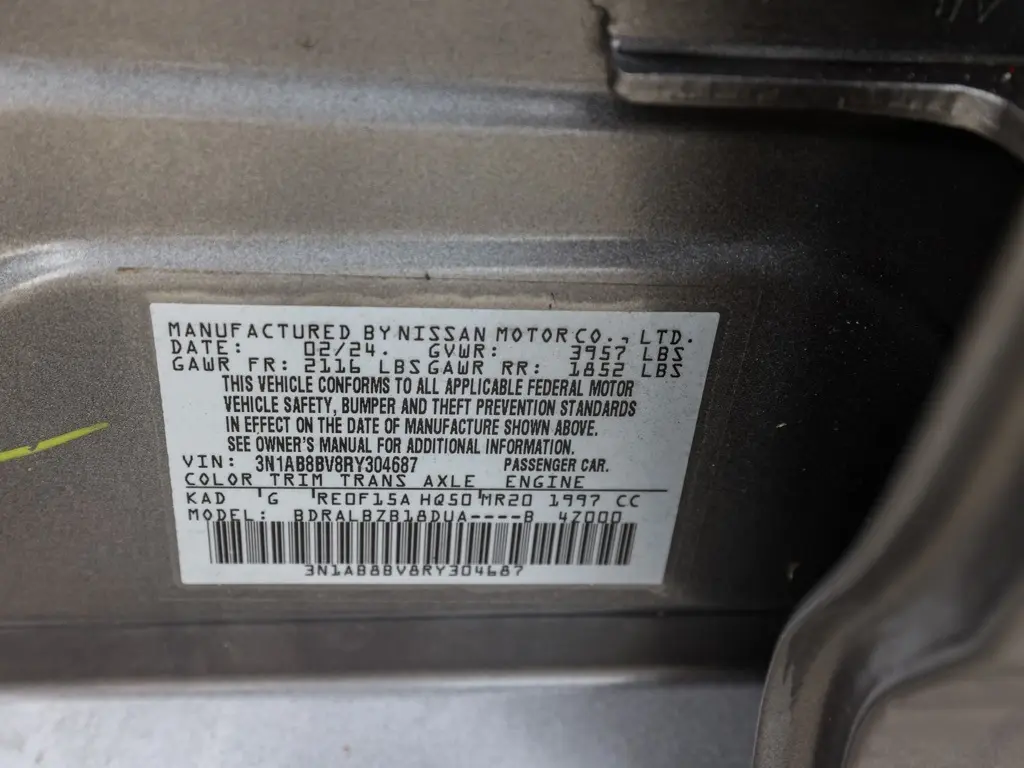 MANUFACTURED BY NISSAN MOTOR CO., LTD.
DATE: 02/24. GVWR: 3957 LBS
GAWR FR: 2116 LBS GAWR RR: 1852 LBS
THIS VEHICLE CONFORMS TO ALL APPLICABLE FEDERAL MOTOR
VEHICLE SAFETY, BUMPER AND THEFT PREVENTION STANDARDS
IN EFFECT ON THE DATE OF MANUFACTURE SHOWN ABOVE.
SEE OWNER'S MANUAL FOR ADDITIONAL INFORMATION.
VIN: 3N1AB8BV8RY304687 PASSENGER CAR.
COLOR TRIM TRANS AXLE ENGINE
KAD G RE0F15A HQ50 MR20 1997 CC
MODEL: BDRALBZB18DUA----B 4Z000
3N1AB8BV8RY304687